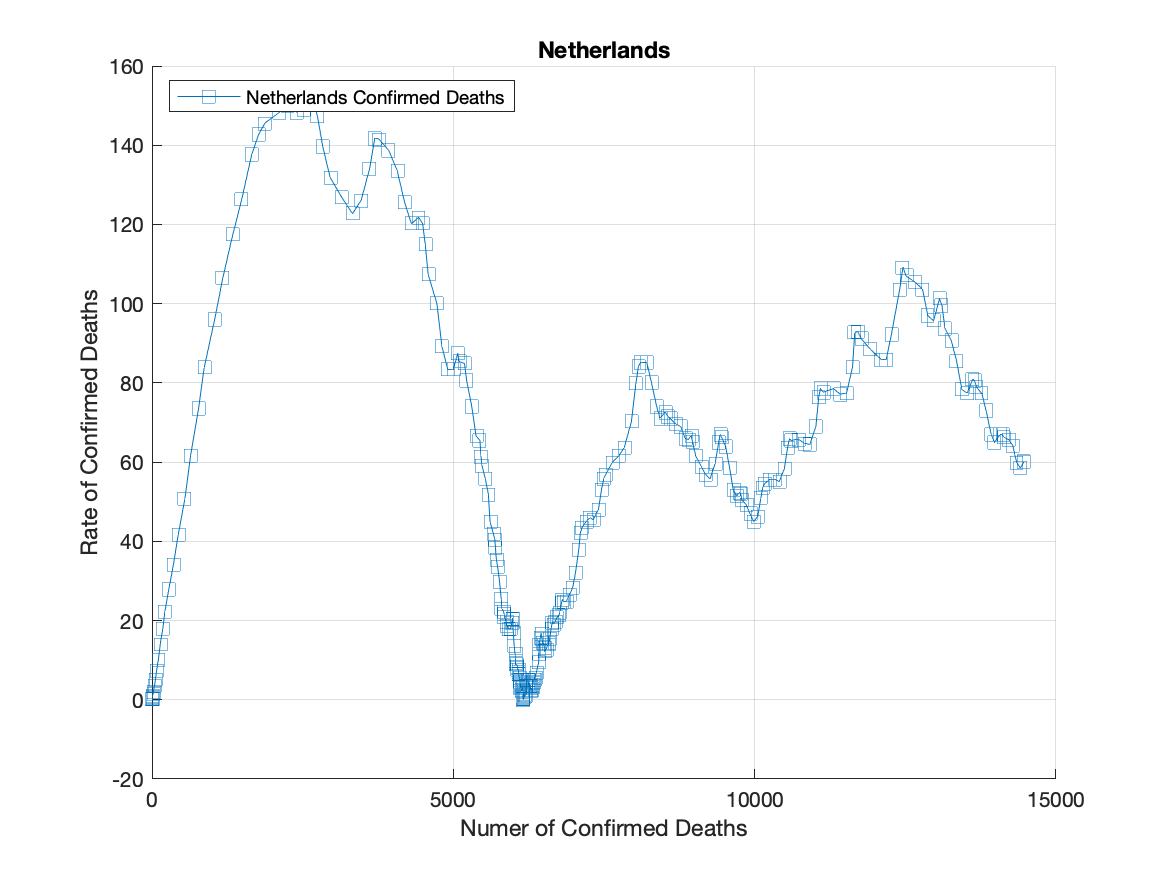 Netherlands
160
Netherlands Confirmed Deaths
140
120
100
80
60
40
20
0
-20
Rate of Confirmed Deaths
0 5000 10000 15000
Numer of Confirmed Deaths